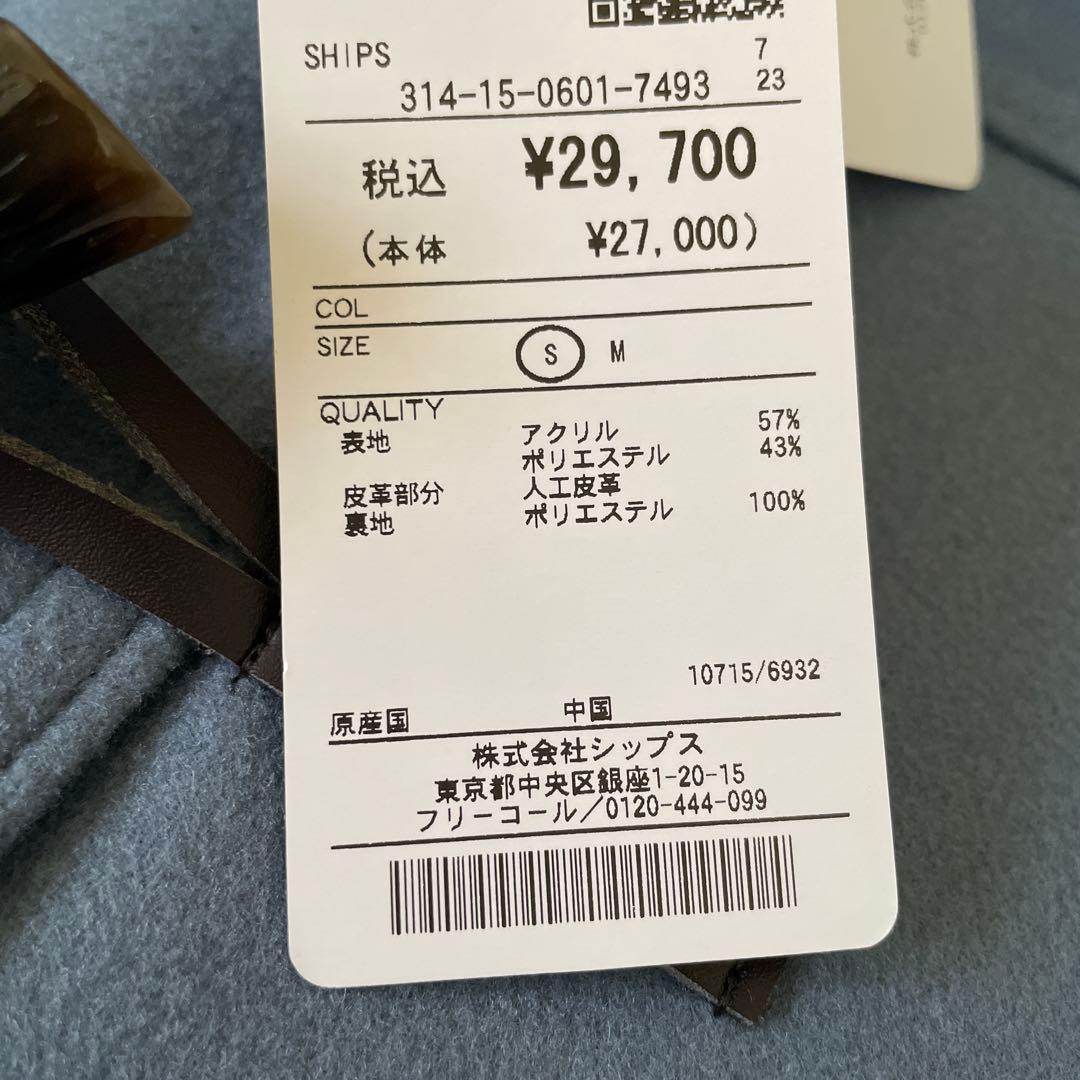 SHIPS 7
314-15-0601-7493 23
税込 ¥29,700
(本体 ¥27,000)
COL
SIZE S M
QUALITY
表地 アクリル 57%
ポリエステル 43%
皮革部分 人工皮革
裏地 ポリエステル 100%
10715/6932
原産国 中国
株式会社シップス
東京都中央区銀座1-20-15
フリーコール/0120-444-099